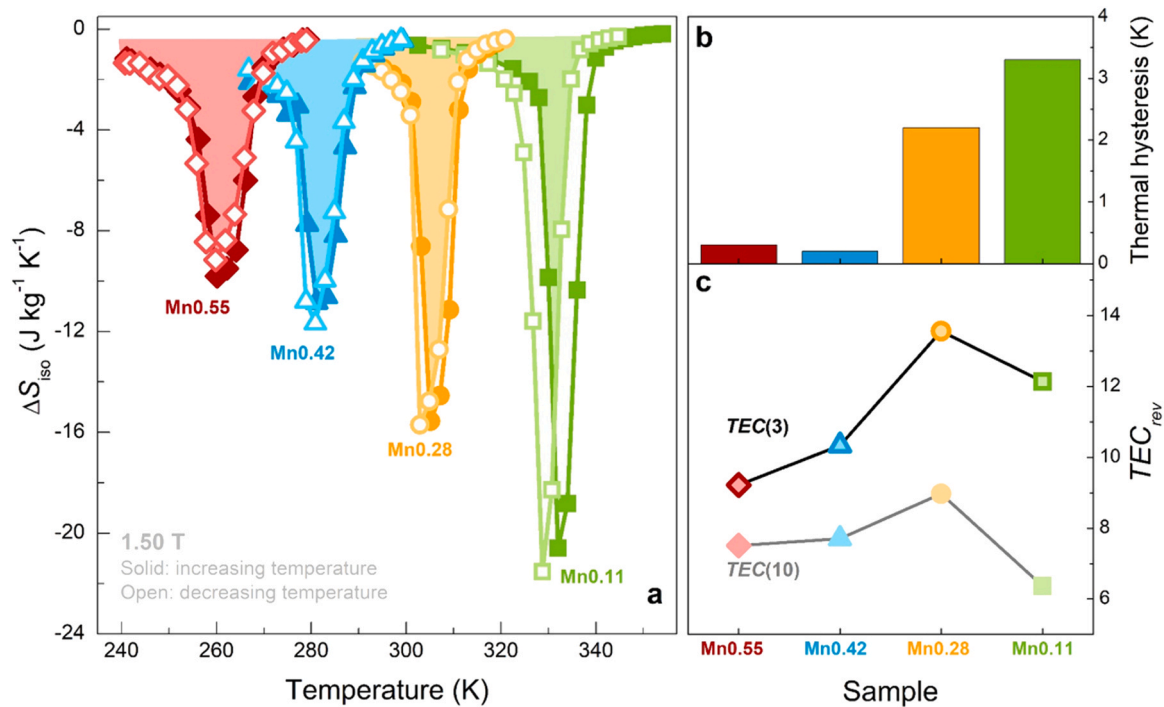 0
-4
-8
-12
-16
-20
-24
ΔS_iso (J kg⁻¹ K⁻¹)
Mn0.55
Mn0.42
Mn0.28
Mn0.11
1.50 T
Solid: increasing temperature
Open: decreasing temperature
a
240 260 280 300 320 340
Temperature (K)
b
4
3
2
1
0
Thermal hysteresis (K)
c
TEC(3)
TEC(10)
14
12
10
8
6
TEC_rev
Mn0.55 Mn0.42 Mn0.28 Mn0.11
Sample